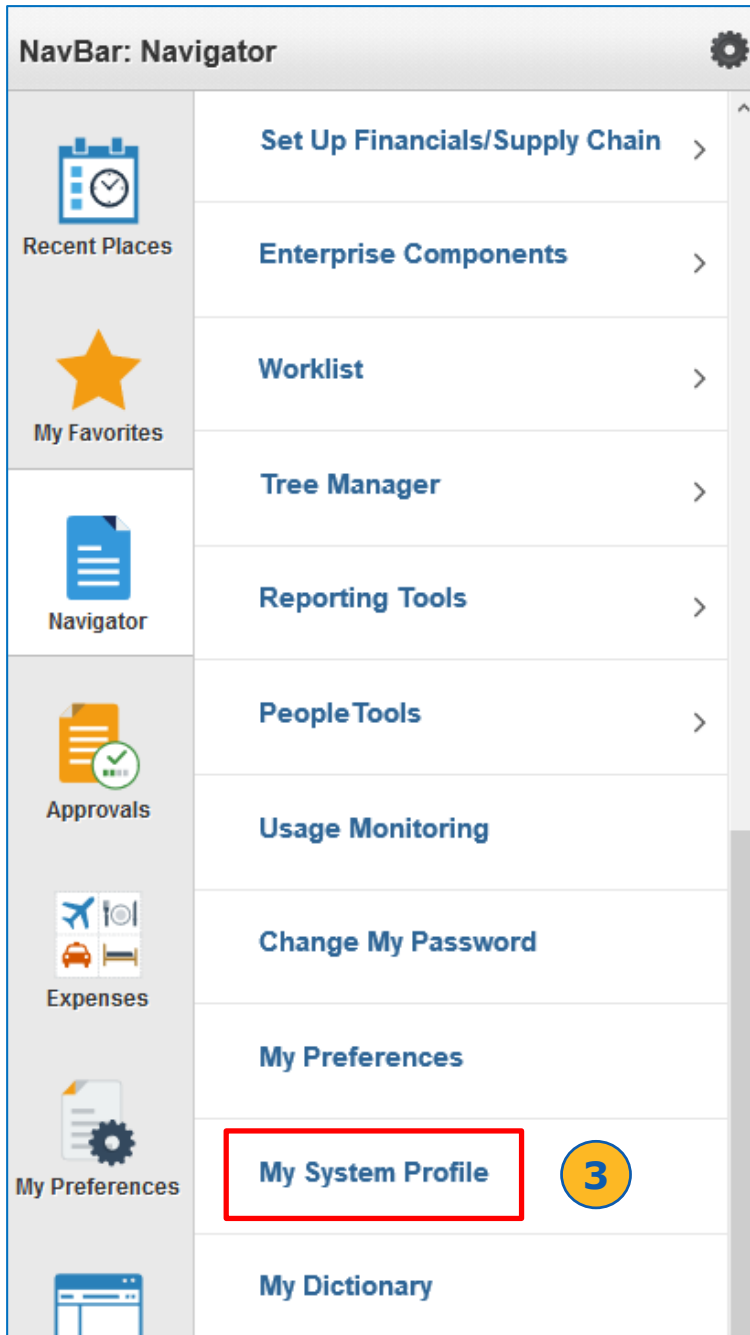 NavBar: Navigator
Recent Places
My Favorites
Navigator
Approvals
Expenses
My Preferences
Set Up Financials/Supply Chain
Enterprise Components
Worklist
Tree Manager
Reporting Tools
PeopleTools
Usage Monitoring
Change My Password
My Preferences
My System Profile
3
My Dictionary